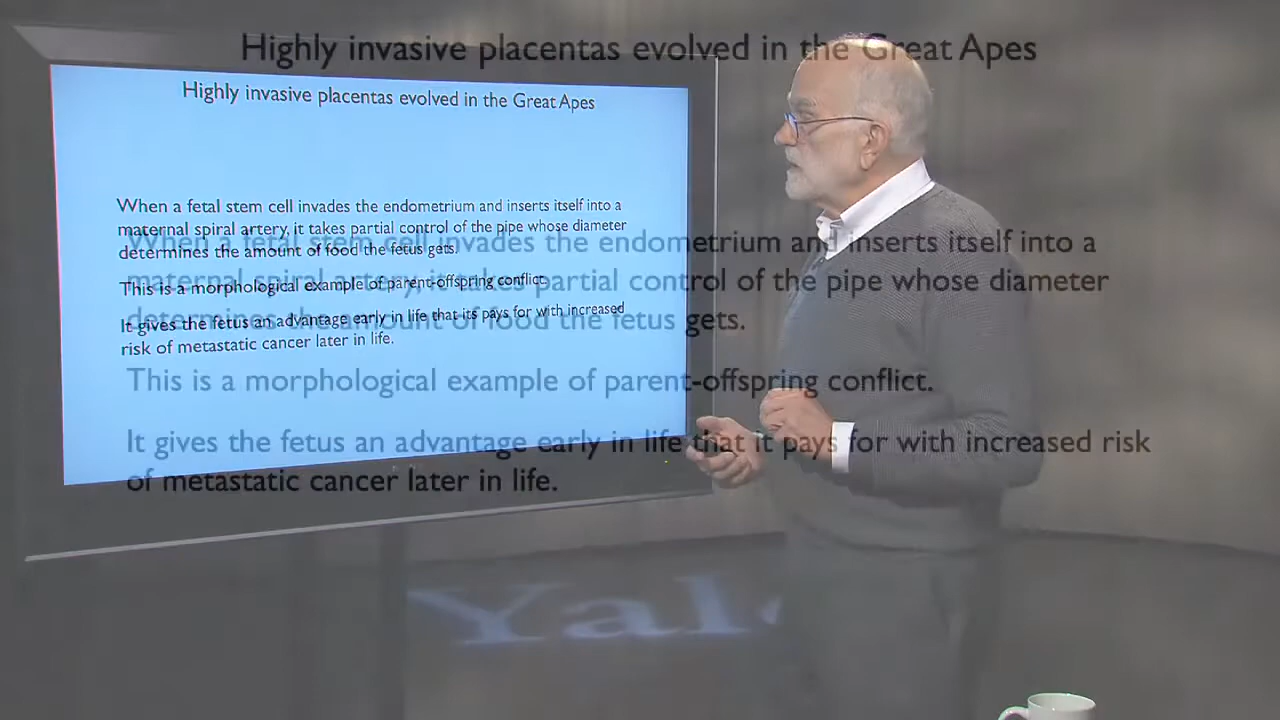 Highly invasive placentas evolved in the Great Apes
Highly invasive placentas evolved in the Great Apes
When a fetal stem cell invades the endometrium and inserts itself into a
maternal spiral artery, it takes partial control of the pipe whose diameter
determines the amount of food the fetus gets.
This is a morphological example of parent-offspring conflict.
It gives the fetus an advantage early in life that its pays for with increased
risk of metastatic cancer later in life.
When a fetal stem cell invades the endometrium and inserts itself into a
maternal spiral artery, it takes partial control of the pipe whose diameter
determines the amount of food the fetus gets.
This is a morphological example of parent-offspring conflict.
It gives the fetus an advantage early in life that it pays for with increased risk
of metastatic cancer later in life.
Yale